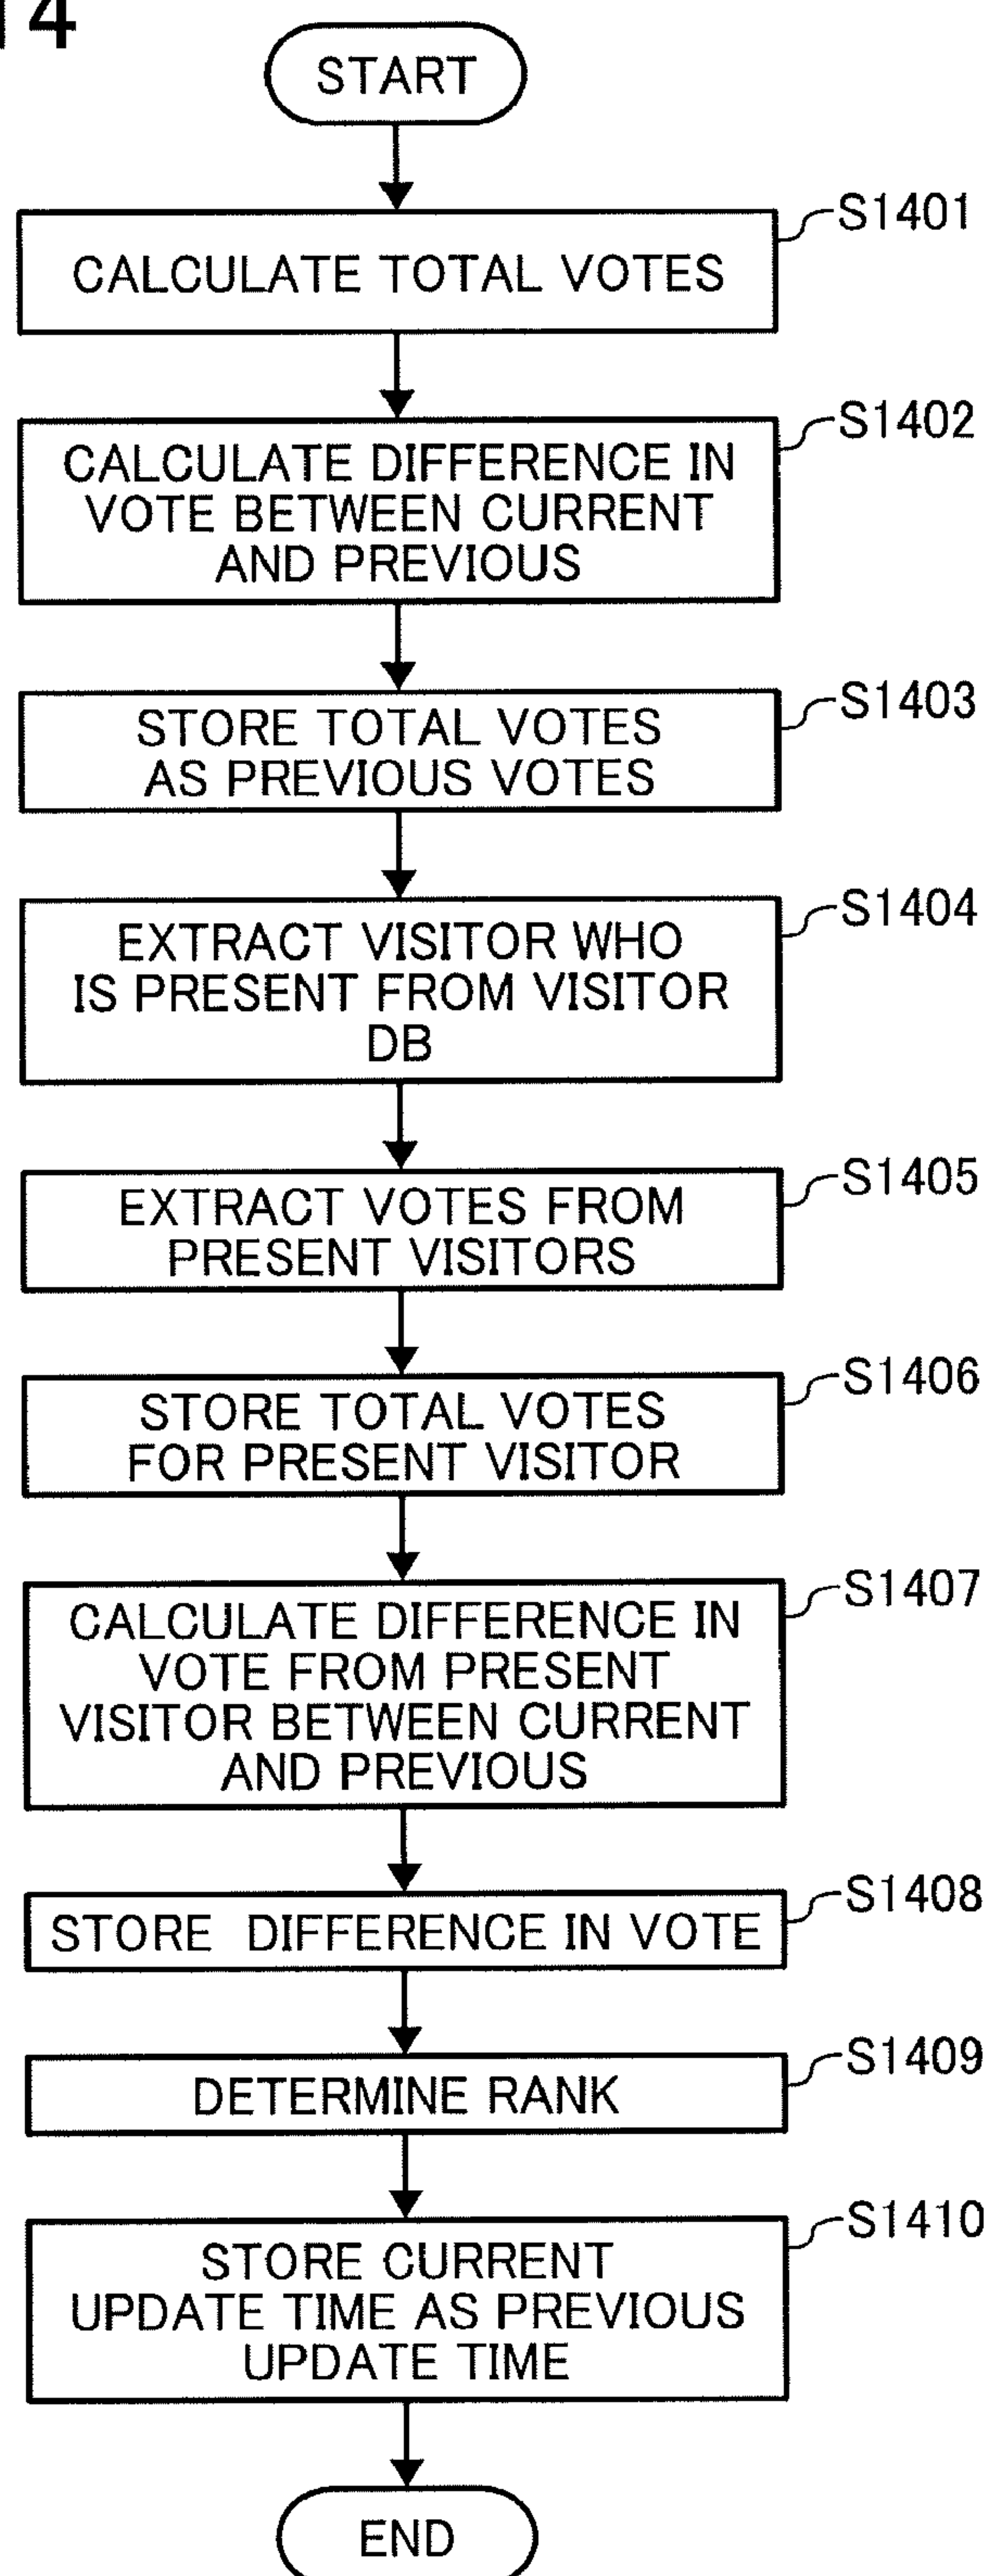 14
START
S1401
CALCULATE TOTAL VOTES
S1402
CALCULATE DIFFERENCE IN
VOTE BETWEEN CURRENT
AND PREVIOUS
S1403
STORE TOTAL VOTES
AS PREVIOUS VOTES
S1404
EXTRACT VISITOR WHO
IS PRESENT FROM VISITOR
DB
S1405
EXTRACT VOTES FROM
PRESENT VISITORS
S1406
STORE TOTAL VOTES
FOR PRESENT VISITOR
S1407
CALCULATE DIFFERENCE IN
VOTE FROM PRESENT
VISITOR BETWEEN CURRENT
AND PREVIOUS
S1408
STORE DIFFERENCE IN VOTE
S1409
DETERMINE RANK
S1410
STORE CURRENT
UPDATE TIME AS PREVIOUS
UPDATE TIME
END